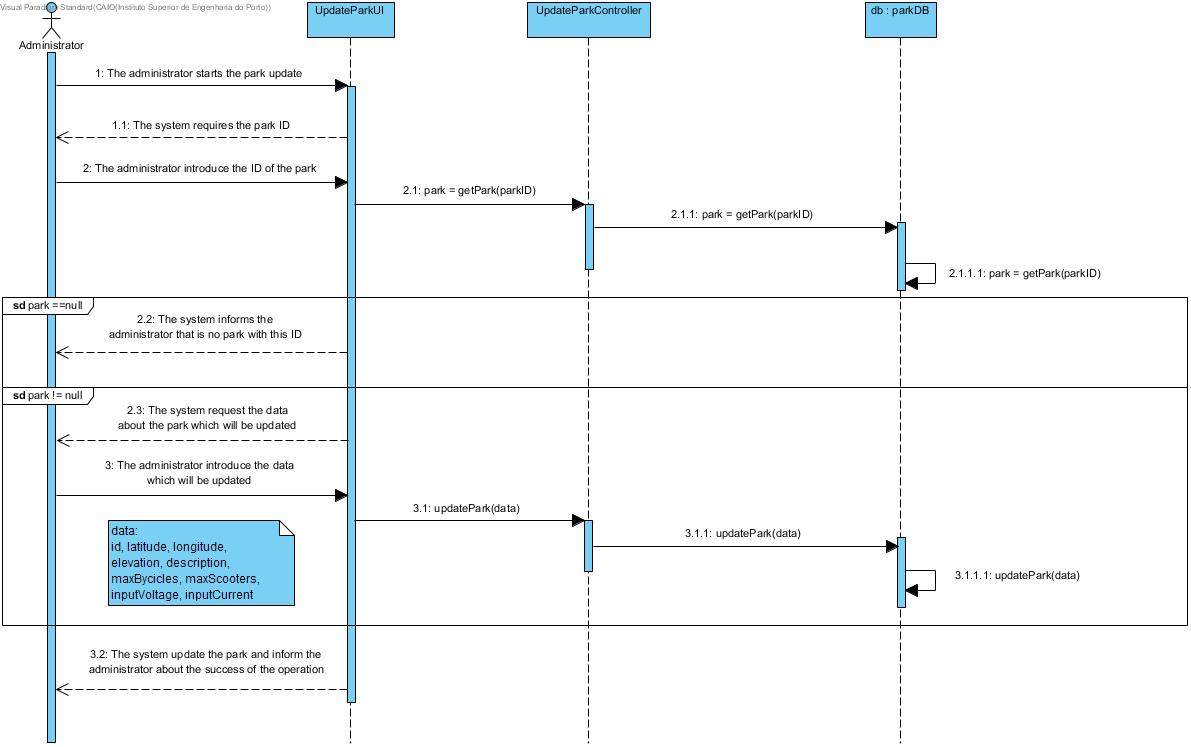 Visual Paradigm Standard(CAIO(Instituto Superior de Engenharia do Porto))
UpdateParkUI
UpdateParkController
db : parkDB
Administrator
1: The administrator starts the park update
1.1: The system requires the park ID
2: The administrator introduce the ID of the park
2.1: park = getPark(parkID)
2.1.1: park = getPark(parkID)
2.1.1.1: park = getPark(parkID)
sd park ==null
2.2: The system informs the
administrator that is no park with this ID
sd park != null
2.3: The system request the data
about the park which will be updated
3: The administrator introduce the data
which will be updated
3.1: updatePark(data)
3.1.1: updatePark(data)
3.1.1.1: updatePark(data)
data:
id, latitude, longitude,
elevation, description,
maxBycicles, maxScooters,
inputVoltage, inputCurrent
3.2: The system update the park and inform the
administrator about the success of the operation